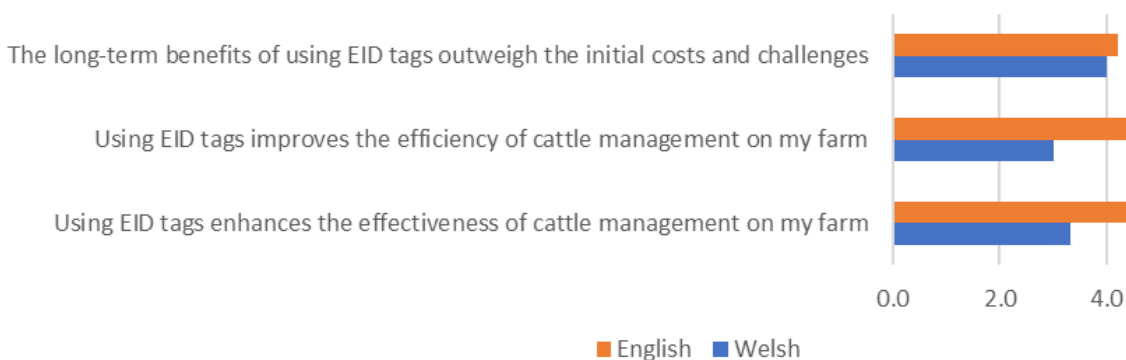 The long-term benefits of using EID tags outweigh the initial costs and challenges
Using EID tags improves the efficiency of cattle management on my farm
Using EID tags enhances the effectiveness of cattle management on my farm
0.0 2.0 4.0
English Welsh